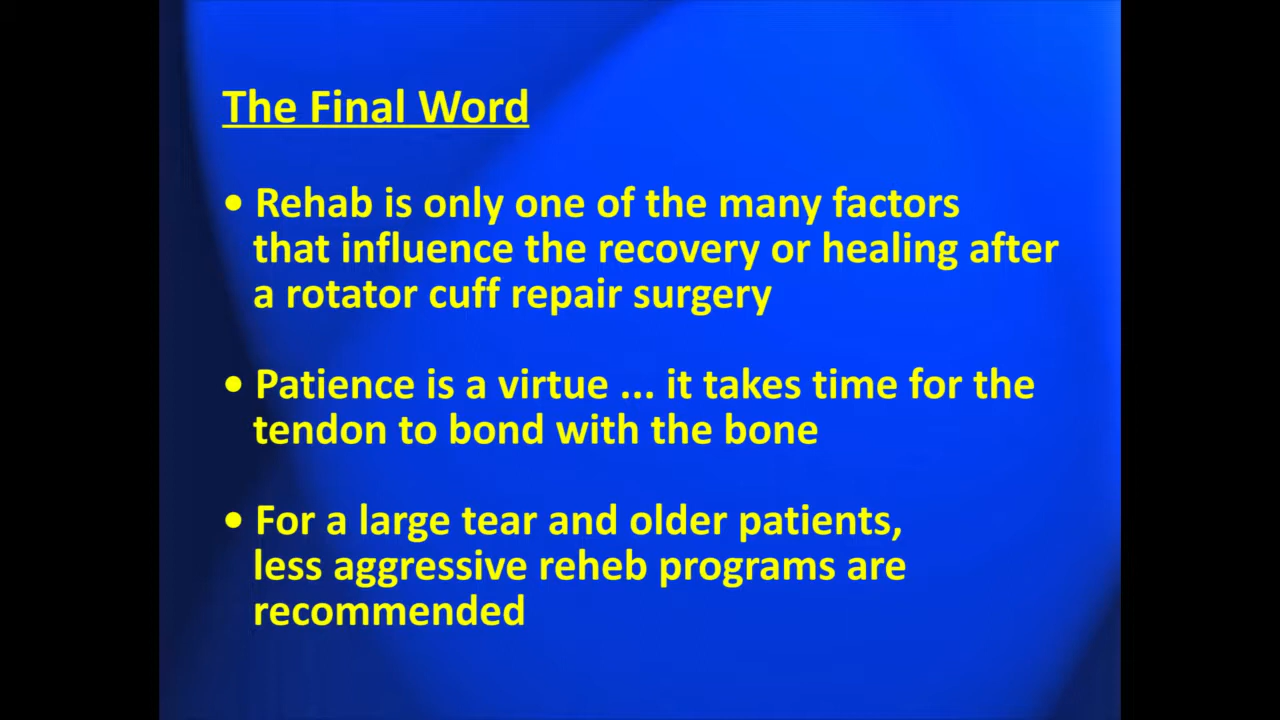 The Final Word
• Rehab is only one of the many factors
that influence the recovery or healing after
a rotator cuff repair surgery
• Patience is a virtue ... it takes time for the
tendon to bond with the bone
• For a large tear and older patients,
less aggressive reheb programs are
recommended